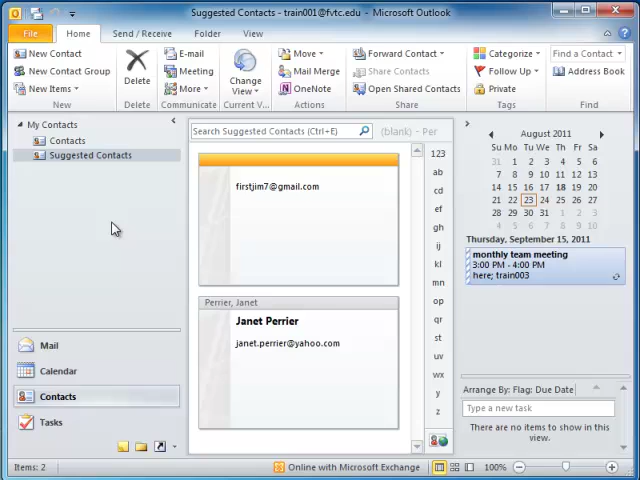 Suggested Contacts - train001@fvtc.edu - Microsoft Outlook
File Home Send / Receive Folder View
New Contact
New Contact Group
New Items
New
Delete
Delete
E-mail
Meeting
More
Communicate
Change View
Current V...
Move
Mail Merge
OneNote
Actions
Forward Contact
Share Contacts
Open Shared Contacts
Share
Categorize
Follow Up
Private
Tags
Find a Contact
Address Book
Find
My Contacts
Contacts
Suggested Contacts
Mail
Calendar
Contacts
Tasks
Search Suggested Contacts (Ctrl+E)
(blank) - Per
firstjim7@gmail.com
Perrier, Janet
Janet Perrier
janet.perrier@yahoo.com
123
ab
cd
ef
gh
ij
kl
mn
op
qr
st
uv
wx
y
z
August 2011
Su Mo Tu We Th Fr Sa
31 1 2 3 4 5 6
7 8 9 10 11 12 13
14 15 16 17 18 19 20
21 22 23 24 25 26 27
28 29 30 31 1 2 3
4 5 6 7 8 9 10
Thursday, September 15, 2011
monthly team meeting
3:00 PM - 4:00 PM
here; train003
Arrange By: Flag: Due Date
Type a new task
There are no items to show in this
view.
Items: 2
Online with Microsoft Exchange
100%